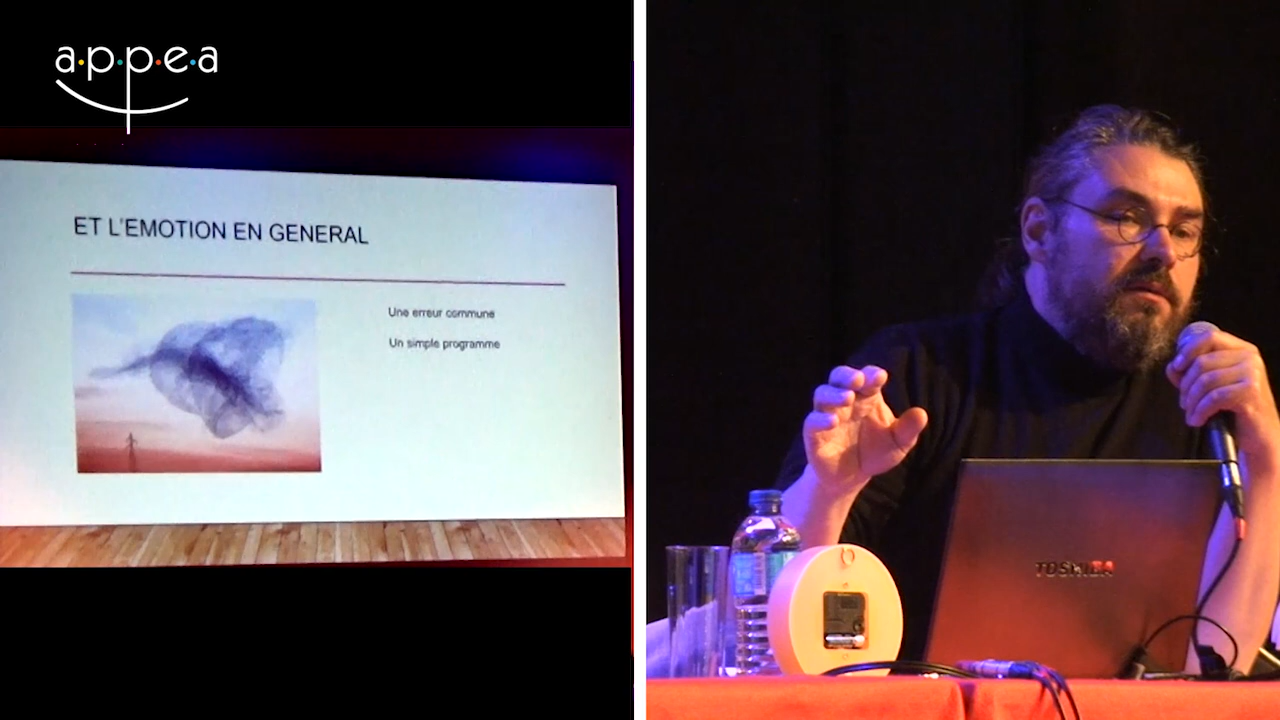 a·p·p·e·a
ET L'EMOTION EN GENERAL
Une erreur commune
Un simple programme
TOSHIBA